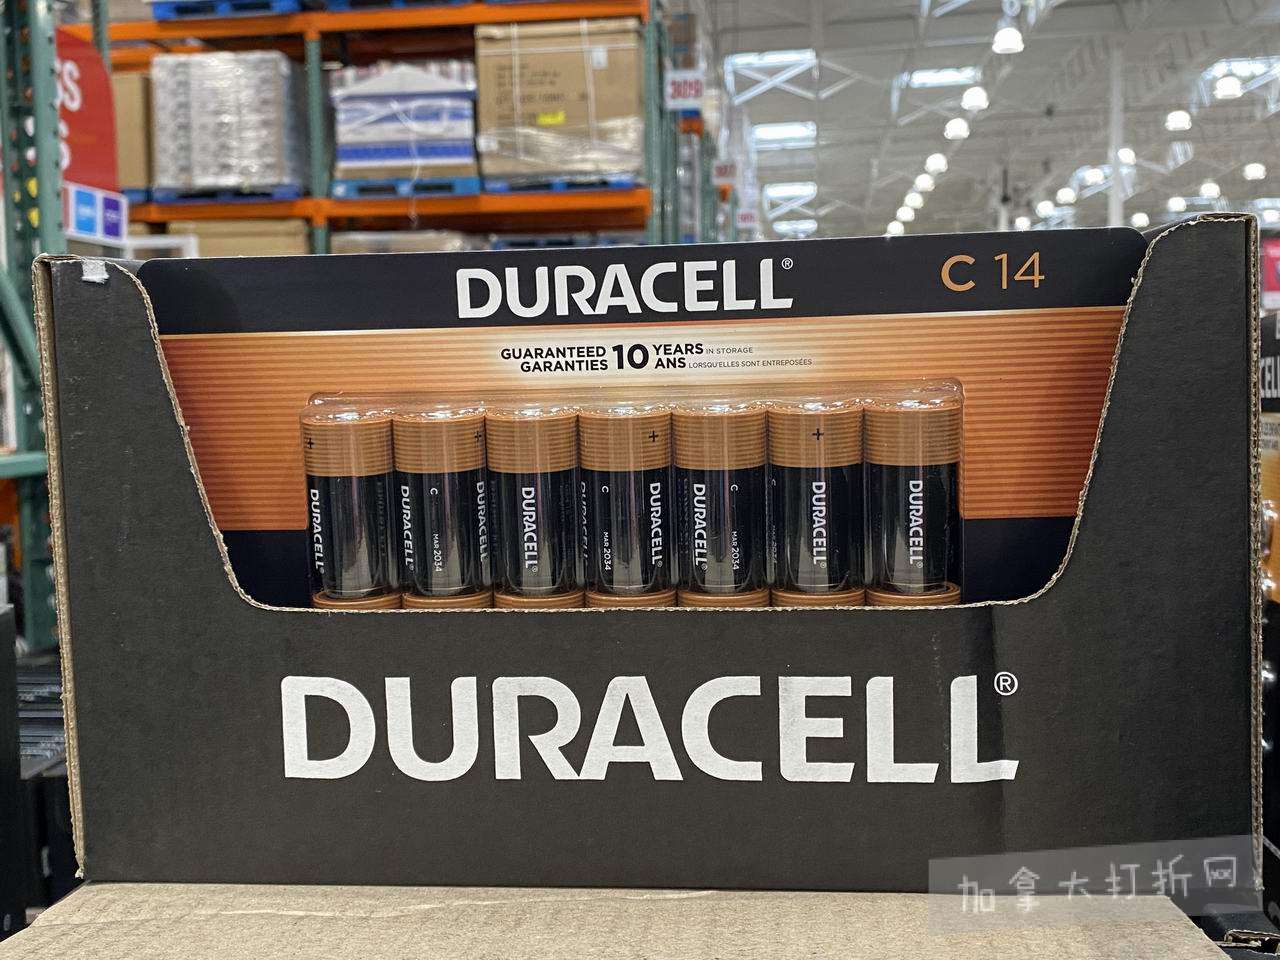 DURACELL®
C 14
GUARANTEED 10 YEARS IN STORAGE
GARANTIES ANS LORSQU'ELLES SONT ENTREPOSÉES
+
+
+
+
DURACELL®
DURACELL®
C
MAR 2034
DURACELL
DURACELL®
C
MAR 2034
DURACELL®
DURACELL®
C
MAR 2034
DURACELL®
DURACELL®
DURACELL®
加拿大打折网